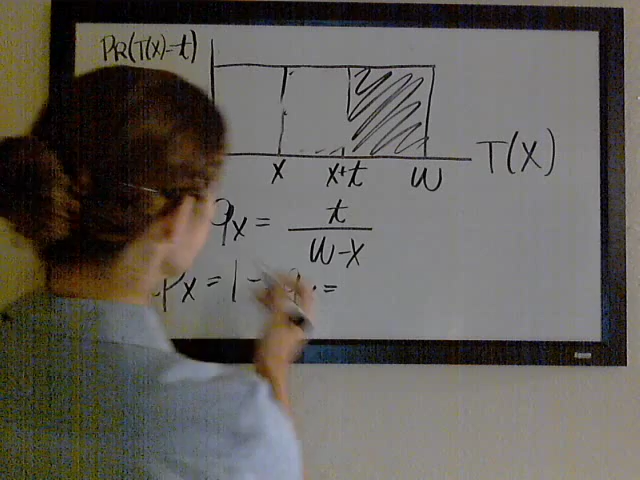 PR(T(x)=t)
T(x)
x x+t w
qx = t / w-x
px = 1 - q =